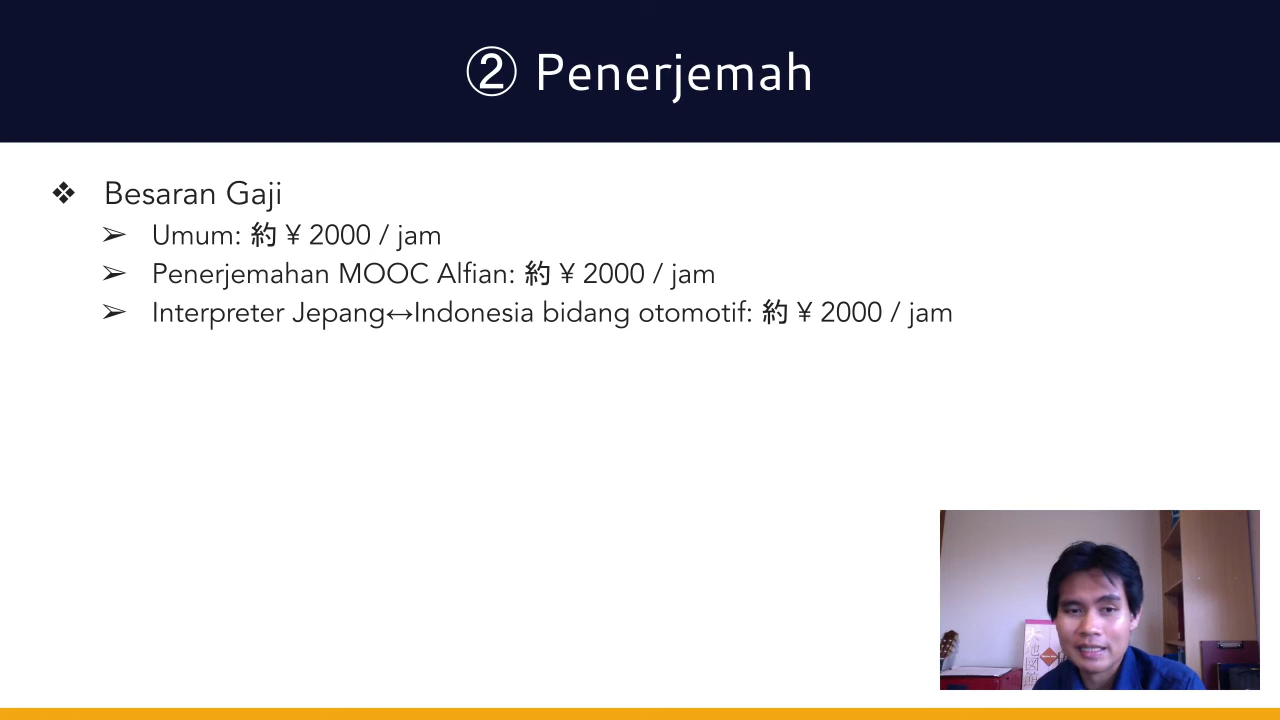 ② Penerjemah
❖ Besaran Gaji
➢ Umum: 約 ¥ 2000 / jam
➢ Penerjemahan MOOC Alfian: 約 ¥ 2000 / jam
➢ Interpreter Jepang↔Indonesia bidang otomotif: 約 ¥ 2000 / jam